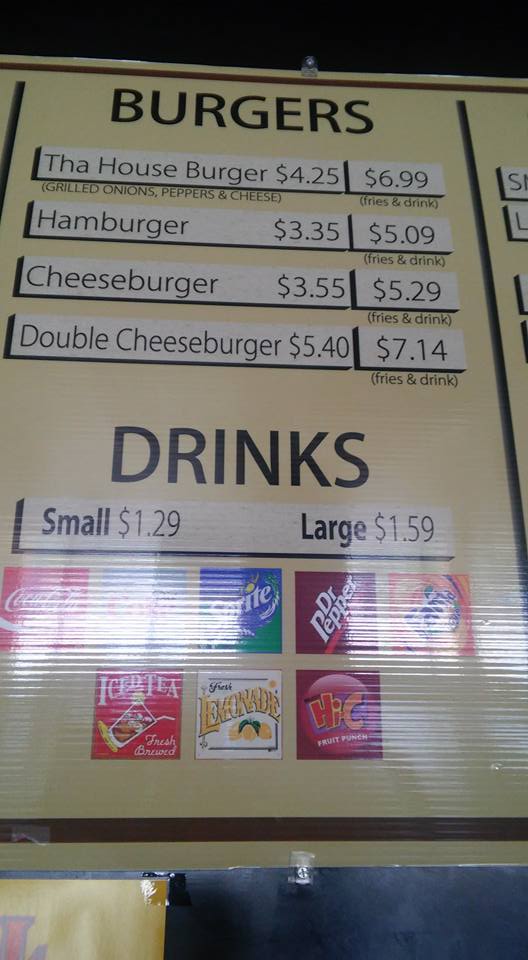 BURGERS
Tha House Burger $4.25 $6.99
(GRILLED ONIONS, PEPPERS & CHEESE) (fries & drink)
Hamburger $3.35 $5.09
(fries & drink)
Cheeseburger $3.55 $5.29
(fries & drink)
Double Cheeseburger $5.40 $7.14
(fries & drink)
DRINKS
Small $1.29 Large $1.59
Coca-Cola Sprite Dr Pepper
ICED TEA Fresh LEMONADE Hi-C
Fresh Brewed FRUIT PUNCH